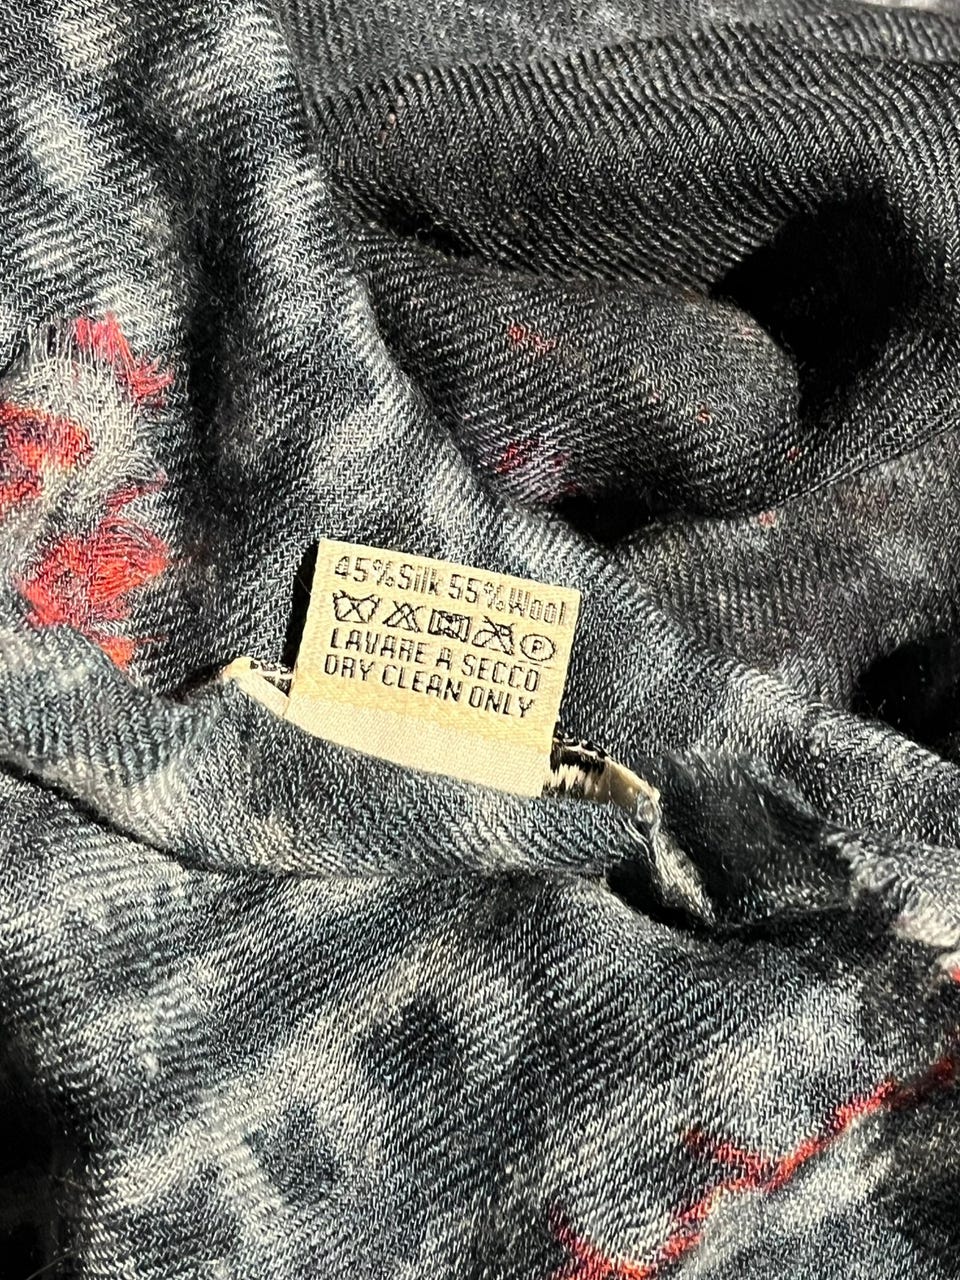 45%Silk 55%Wool
P
LAVARE A SECCO
DRY CLEAN ONLY